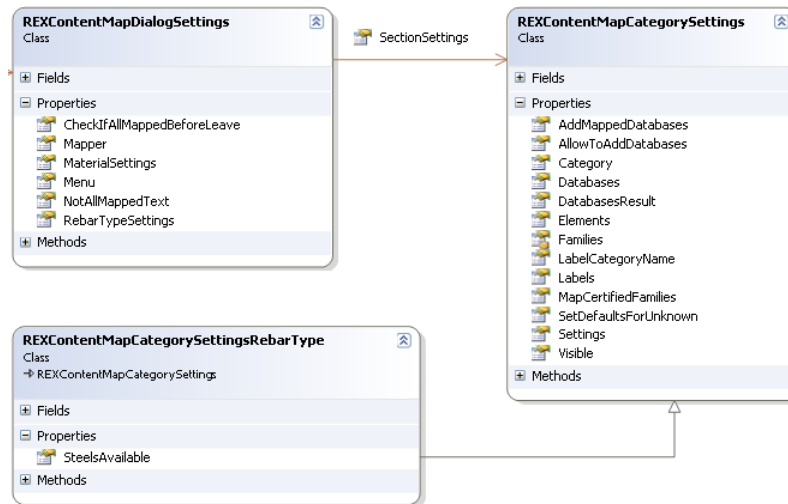 REXContentMapDialogSettings
Class
Fields
Properties
CheckIfAllMappedBeforeLeave
Mapper
MaterialSettings
Menu
NotAllMappedText
RebarTypeSettings
Methods
SectionSettings
REXContentMapCategorySettings
Class
Fields
Properties
AddMappedDatabases
AllowToAddDatabases
Category
Databases
DatabasesResult
Elements
Families
LabelCategoryName
Labels
MapCertifiedFamilies
SetDefaultsForUnknown
Settings
Visible
Methods
REXContentMapCategorySettingsRebarType
Class
REXContentMapCategorySettings
Fields
Properties
SteelsAvailable
Methods